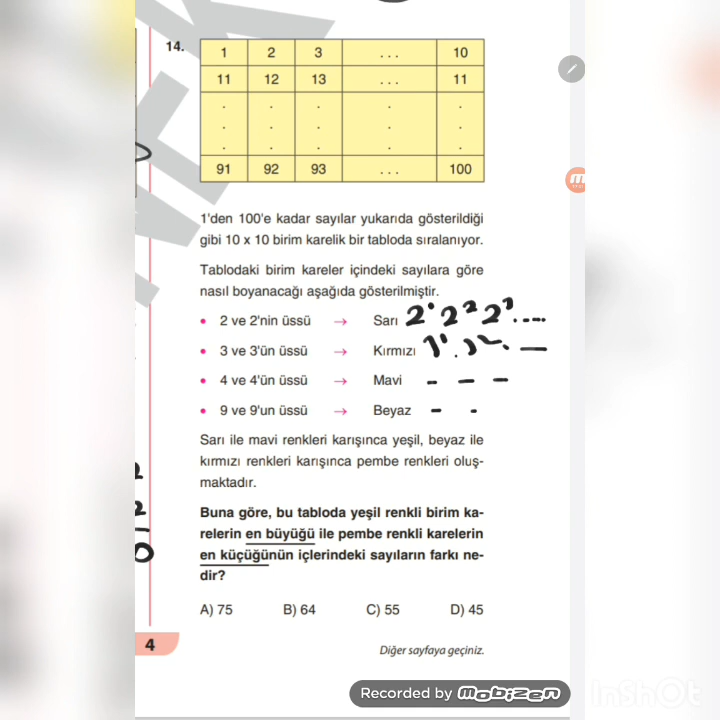 14.
1 2 3 ... 10
11 12 13 ... 11
. . . . .
. . . . .
. . . . .
91 92 93 ... 100
1'den 100'e kadar sayılar yukarıda gösterildiği
gibi 10 x 10 birim karelik bir tabloda sıralanıyor.
Tablodaki birim kareler içindeki sayılara göre
nasıl boyanacağı aşağıda gösterilmiştir.
• 2 ve 2'nin üssü → Sarı 2¹ 2² 2³ ....
• 3 ve 3'ün üssü → Kırmızı
• 4 ve 4'ün üssü → Mavi - - -
• 9 ve 9'un üssü → Beyaz - -
Sarı ile mavi renkleri karışınca yeşil, beyaz ile
kırmızı renkleri karışınca pembe renkleri oluş-
maktadır.
Buna göre, bu tabloda yeşil renkli birim ka-
relerin en büyüğü ile pembe renkli karelerin
en küçüğünün içlerindeki sayıların farkı ne-
dir?
A) 75 B) 64 C) 55 D) 45
4
Diğer sayfaya geçiniz.
Recorded by Mobizen
InShOt